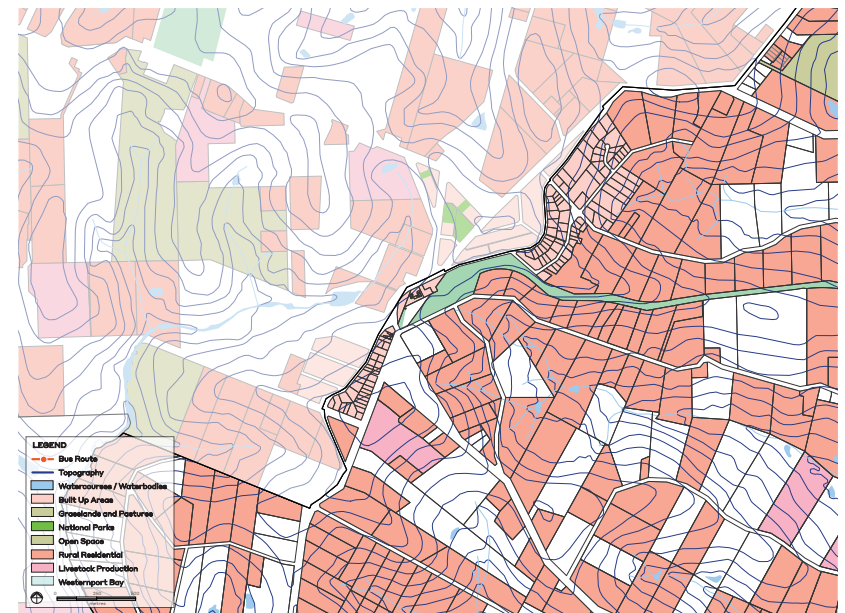 LEGEND
Bus Route
Topography
Watercourses / Waterbodies
Built Up Areas
Grasslands and Pastures
National Parks
Open Space
Rural Residential
Livestock Production
Westernport Bay
metres